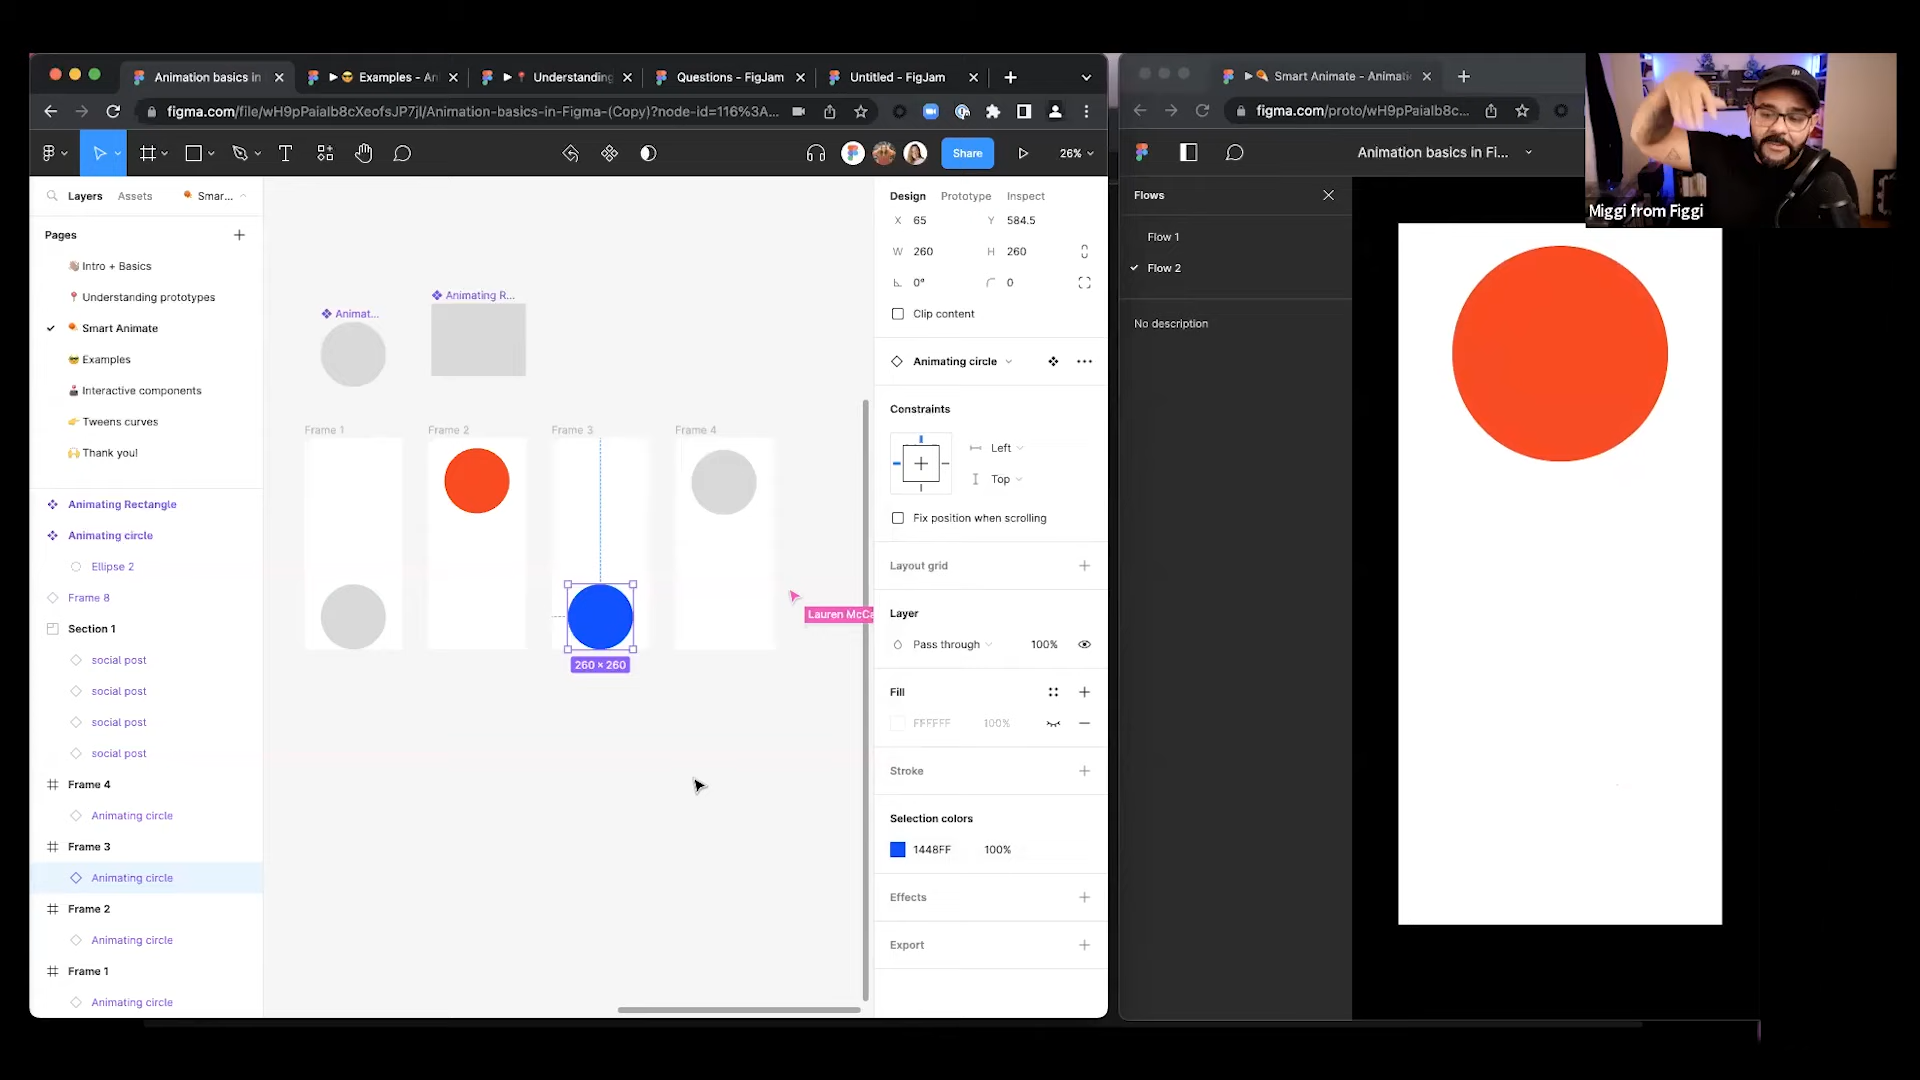 Animation basics in
Examples - An
Understanding
Questions - FigJam
Untitled - FigJam
figma.com/file/wH9pPaialb8cXeofsJP7jl/Animation-basics-in-Figma-(Copy)?node-id=116%3A...
Share
26%
Layers
Assets
Smar...
Pages
Intro + Basics
Understanding prototypes
Smart Animate
Examples
Interactive components
Tweens curves
Thank you!
Animating Rectangle
Animating circle
Ellipse 2
Frame 8
Section 1
social post
social post
social post
social post
Frame 4
Animating circle
Frame 3
Animating circle
Frame 2
Animating circle
Frame 1
Animating circle
Animat...
Animating R...
Frame 1
Frame 2
Frame 3
Frame 4
260 × 260
Lauren McCa
Design
Prototype
Inspect
X 65
Y 584.5
W 260
H 260
0°
0
Clip content
Animating circle
Constraints
Left
Top
Fix position when scrolling
Layout grid
Layer
Pass through
100%
Fill
FFFFFF
100%
Stroke
Selection colors
1448FF
100%
Effects
Export
Smart Animate - Animati
figma.com/proto/wH9pPaialb8c...
Animation basics in Fi...
Flows
Flow 1
Flow 2
No description
Miggi from Figgi